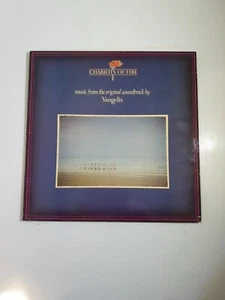 CHARIOTS OF FIRE
music from the original soundtrack by
Vangelis